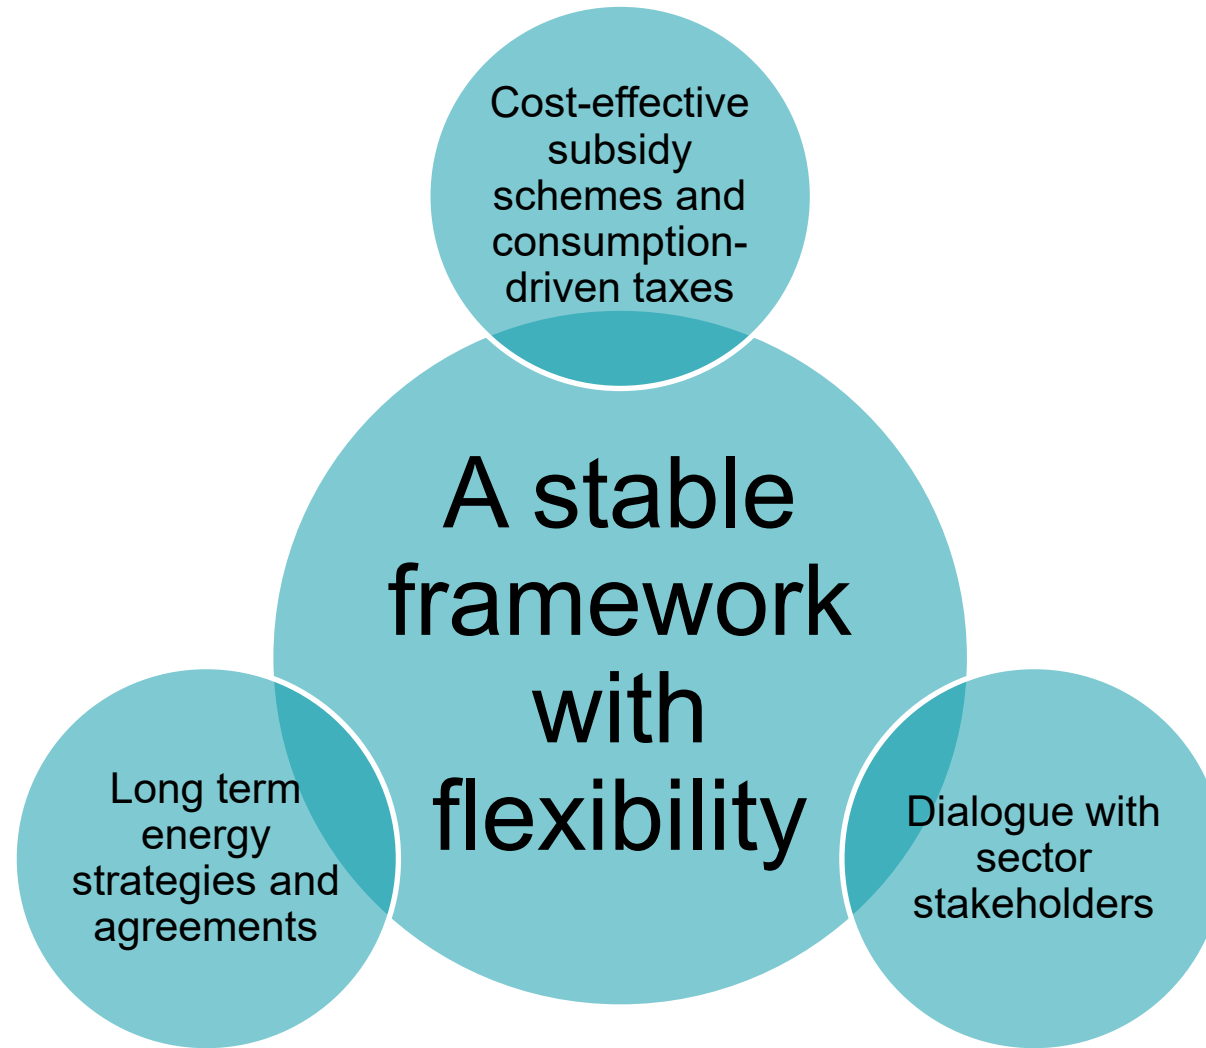 Cost-effective
subsidy
schemes and
consumption-
driven taxes
A stable
framework
with
flexibility
Long term
energy
strategies and
agreements
Dialogue with
sector
stakeholders